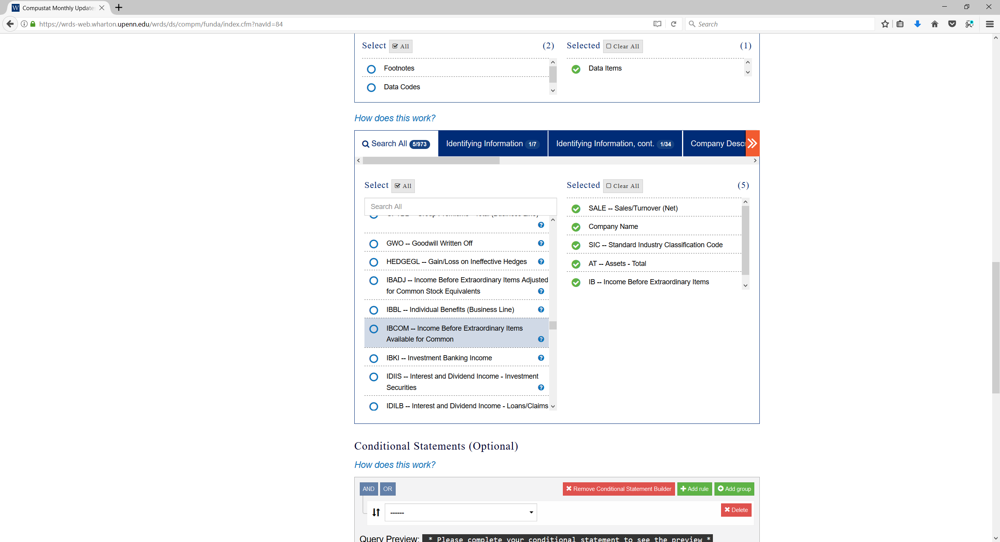 Compustat Monthly Updates
https://wrds-web.wharton.upenn.edu/wrds/ds/compm/funda/index.cfm?navId=84
Search
Select All (2)
Selected Clear All (1)
Footnotes
Data Codes
Data Items
How does this work?
Search All 5/973
Identifying Information 1/7
Identifying Information, cont. 1/34
Company Descr
Select All
Selected Clear All (5)
Search All
GWO -- Goodwill Written Off
HEDGEGL -- Gain/Loss on Ineffective Hedges
IBADJ -- Income Before Extraordinary Items Adjusted
for Common Stock Equivalents
IBBL -- Individual Benefits (Business Line)
IBCOM -- Income Before Extraordinary Items
Available for Common
IBKI -- Investment Banking Income
IDIIS -- Interest and Dividend Income - Investment
Securities
IDILB -- Interest and Dividend Income - Loans/Claims
SALE -- Sales/Turnover (Net)
Company Name
SIC -- Standard Industry Classification Code
AT -- Assets - Total
IB -- Income Before Extraordinary Items
Conditional Statements (Optional)
How does this work?
AND OR
Remove Conditional Statement Builder
Add rule
Add group
------
Delete
Query Preview: * Please complete your conditional statement to see the preview *